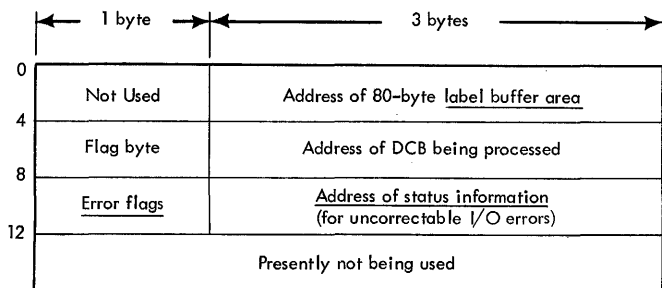 1 byte 3 bytes
0
Not Used Address of 80-byte label buffer area
4
Flag byte Address of DCB being processed
8
Error flags Address of status information
(for uncorrectable I/O errors)
12
Presently not being used